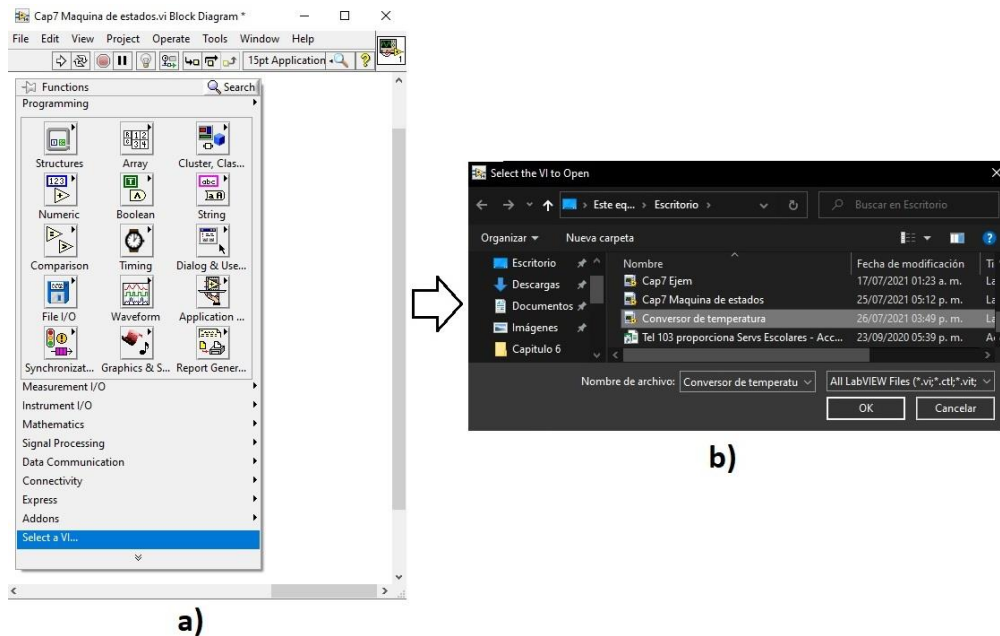 Cap7 Maquina de estados.vi Block Diagram *
File Edit View Project Operate Tools Window Help
15pt Application
1
Functions
Search
Programming
Structures
Array
Cluster, Clas...
Numeric
Boolean
String
Comparison
Timing
Dialog & Use...
File I/O
Waveform
Application ...
Synchronizat...
Graphics & S...
Report Gener...
Measurement I/O
Instrument I/O
Mathematics
Signal Processing
Data Communication
Connectivity
Express
Addons
Select a VI...
a)
Select the VI to Open
Este eq... > Escritorio >
Buscar en Escritorio
Organizar
Nueva carpeta
Escritorio
Descargas
Documentos
Imágenes
Capitulo 6
Nombre Fecha de modificación Ti
Cap7 Ejem 17/07/2021 01:23 a. m. La
Cap7 Maquina de estados 25/07/2021 05:12 p. m. La
Conversor de temperatura 26/07/2021 03:49 p. m. La
Tel 103 proporciona Servs Escolares - Acc... 23/09/2020 05:39 p. m. A
Nombre de archivo: Conversor de temperatu All LabVIEW Files (*.vi;*.ctl;*.vit;
OK Cancelar
b)